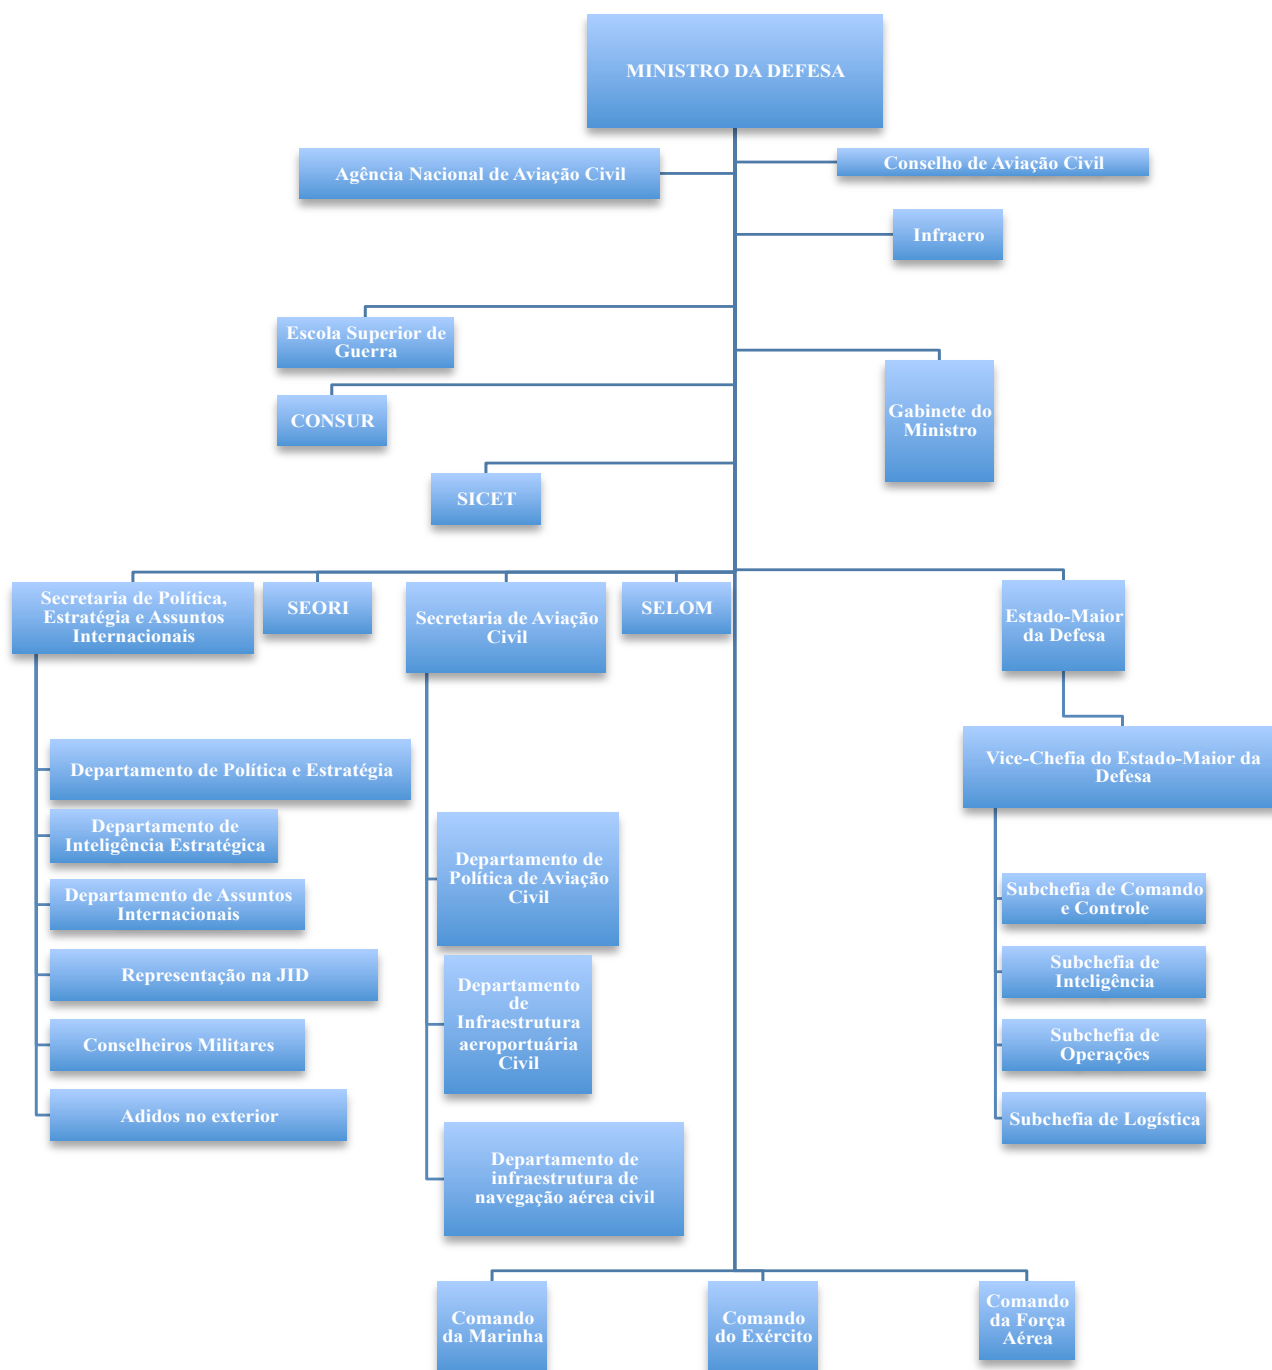 MINISTRO DA DEFESA
Agência Nacional de Aviação Civil
Conselho de Aviação Civil
Infraero
Escola Superior de
Guerra
CONSUR
Gabinete do
Ministro
SICET
Secretaria de Política,
Estratégia e Assuntos
Internacionais
SEORI
Secretaria de Aviação
Civil
SELOM
Estado-Maior
da Defesa
Departamento de Política e Estratégia
Departamento de
Inteligência Estratégica
Departamento de Assuntos
Internacionais
Representação na JID
Conselheiros Militares
Adidos no exterior
Departamento de
Política de Aviação
Civil
Departamento
de
Infraestrutura
aeroportuária
Civil
Departamento de
infraestrutura de
navegação aérea civil
Vice-Chefia do Estado-Maior da
Defesa
Subchefia de Comando
e Controle
Subchefia de
Inteligência
Subchefia de
Operações
Subchefia de Logística
Comando
da Marinha
Comando
do Exército
Comando
da Força
Aérea